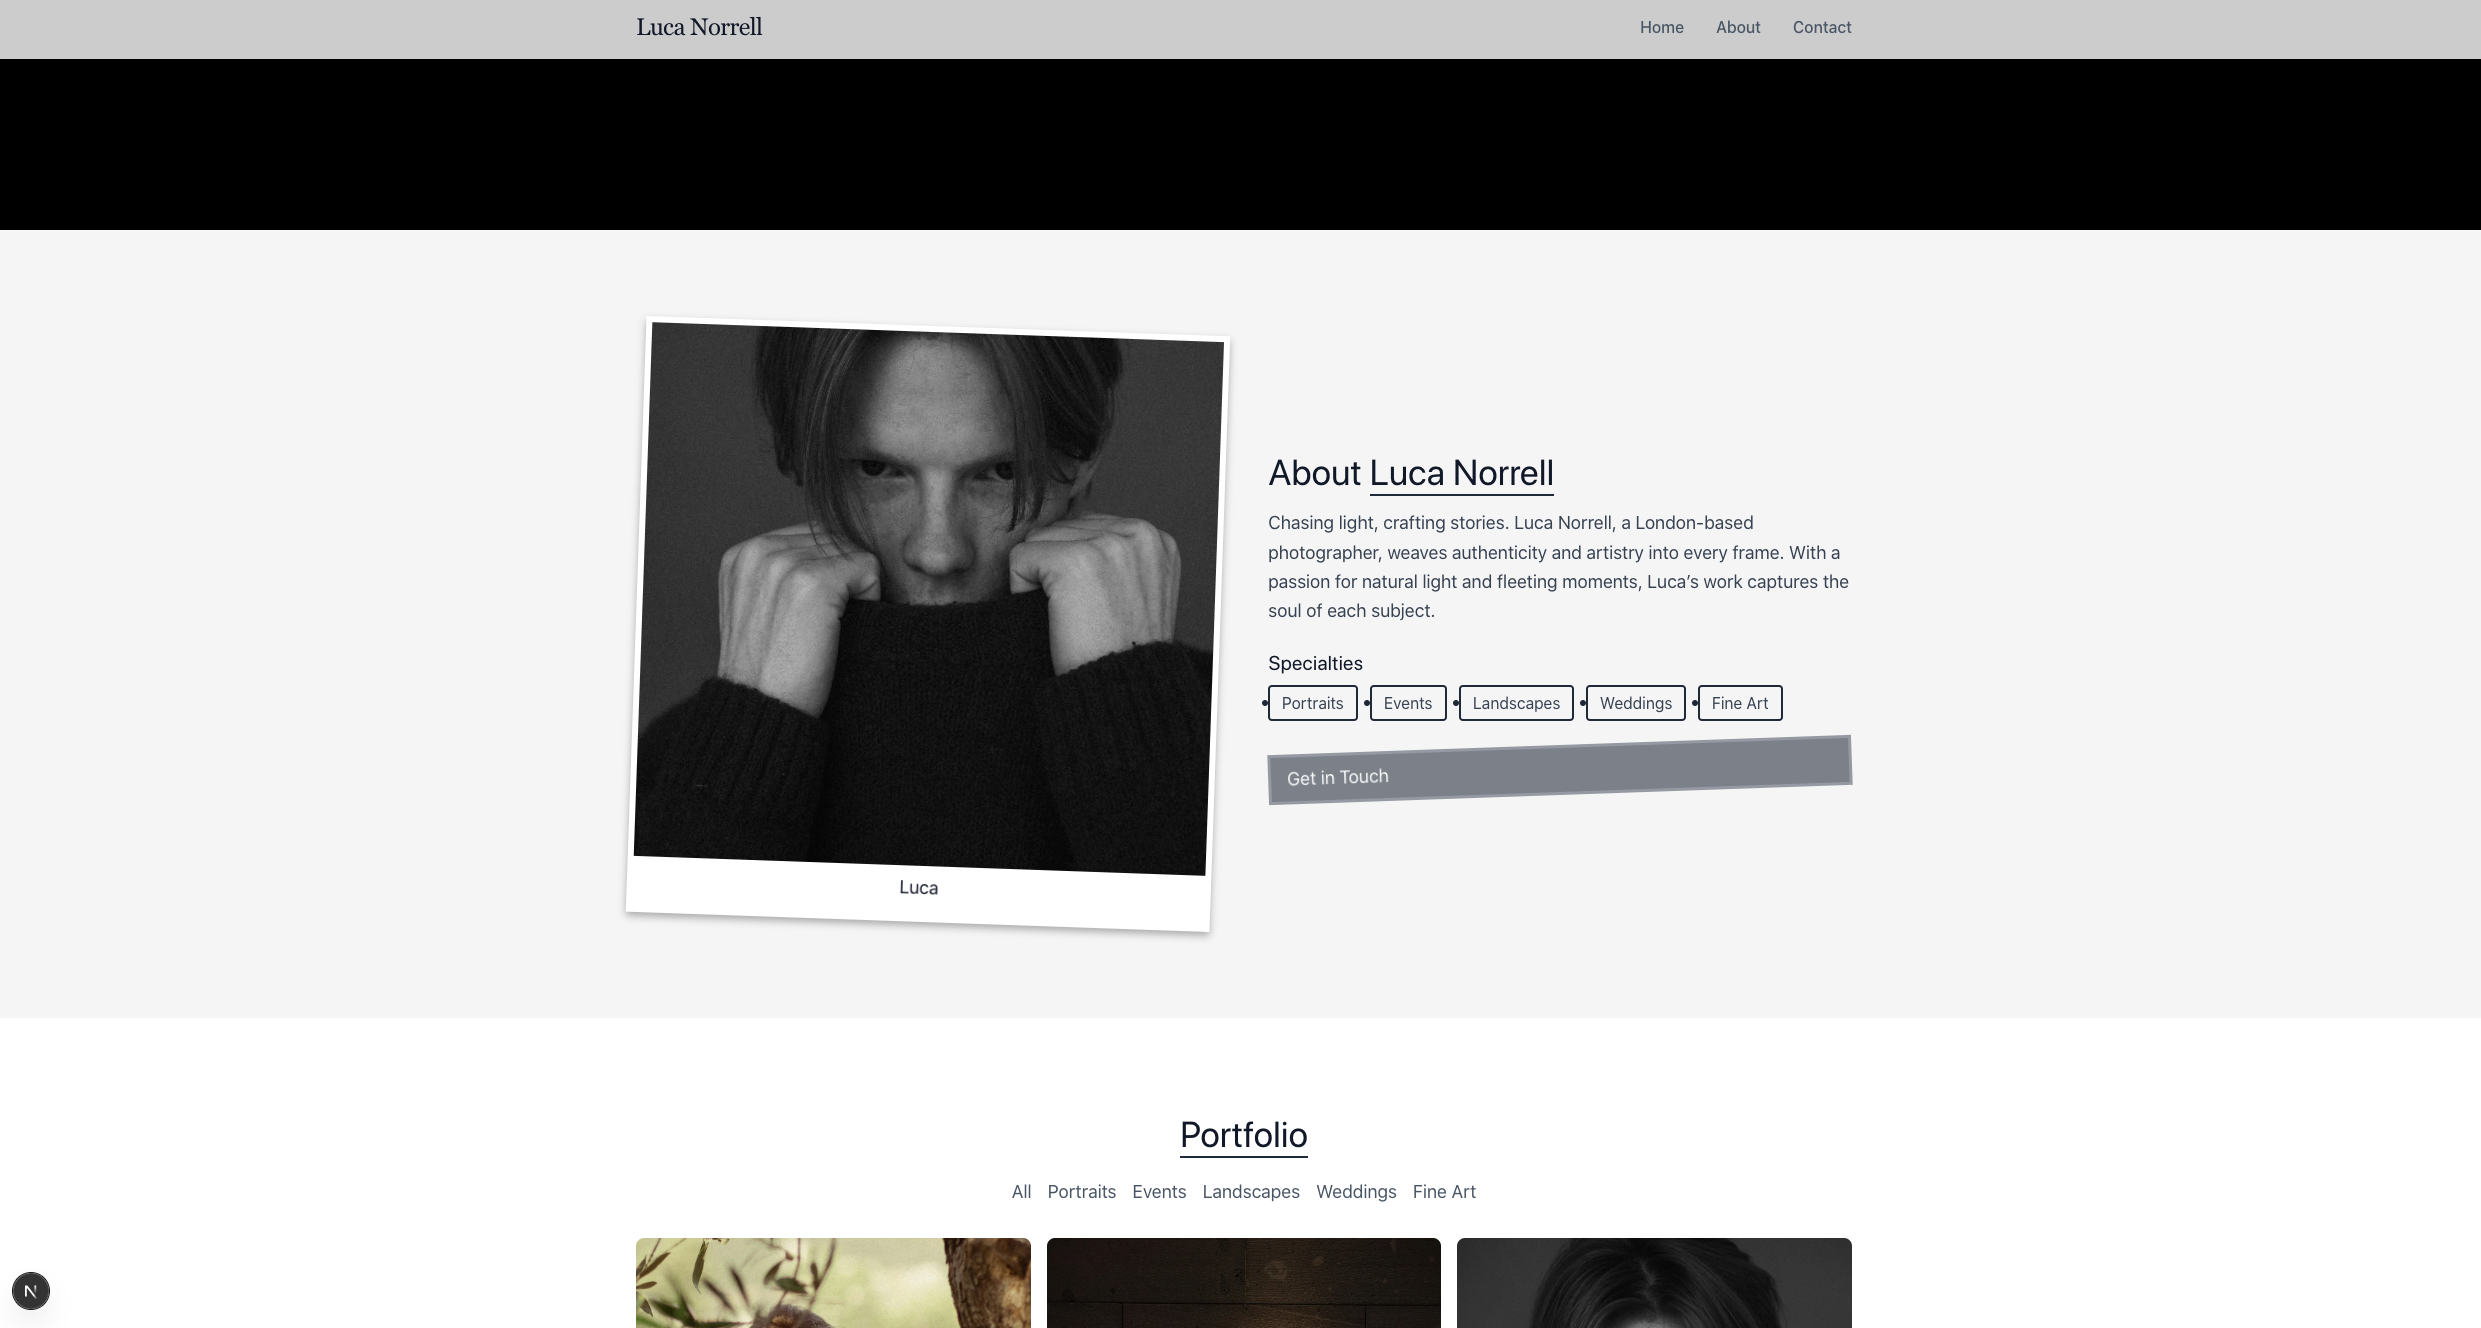 Luca Norrell
Home About Contact
Luca
About Luca Norrell
Chasing light, crafting stories. Luca Norrell, a London-based
photographer, weaves authenticity and artistry into every frame. With a
passion for natural light and fleeting moments, Luca’s work captures the
soul of each subject.
Specialties
Portraits Events Landscapes Weddings Fine Art
Get in Touch
Portfolio
All Portraits Events Landscapes Weddings Fine Art
N